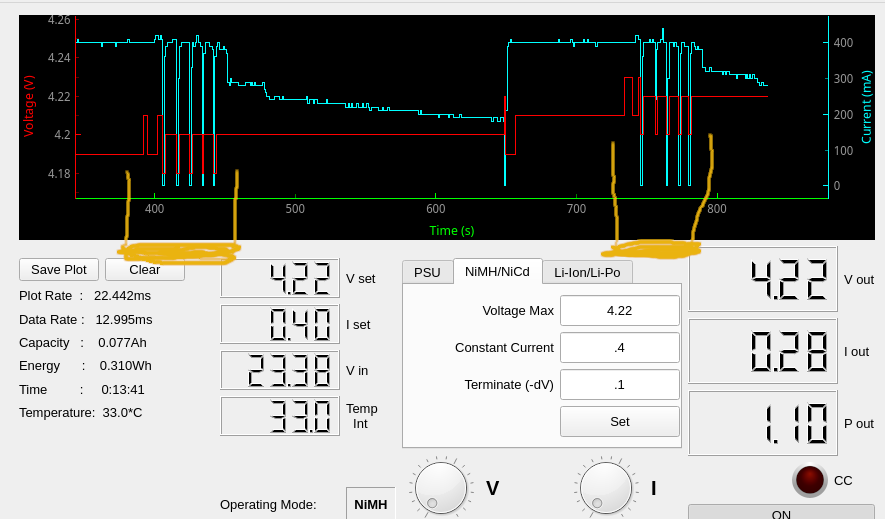 4.26
4.24
4.22
4.2
4.18
Voltage (V)
400
300
200
100
0
Current (mA)
400 500 600 700 800
Time (s)
Save Plot Clear
Plot Rate : 22.442ms
Data Rate : 12.995ms
Capacity : 0.077Ah
Energy : 0.310Wh
Time : 0:13:41
Temperature: 33.0*C
4.22 V set
0.40 I set
23.38 V in
33.0 Temp Int
Operating Mode: NiMH
PSU NiMH/NiCd Li-Ion/Li-Po
Voltage Max 4.22
Constant Current .4
Terminate (-dV) .1
Set
V I
4.22 V out
0.28 I out
1.10 P out
CC
ON